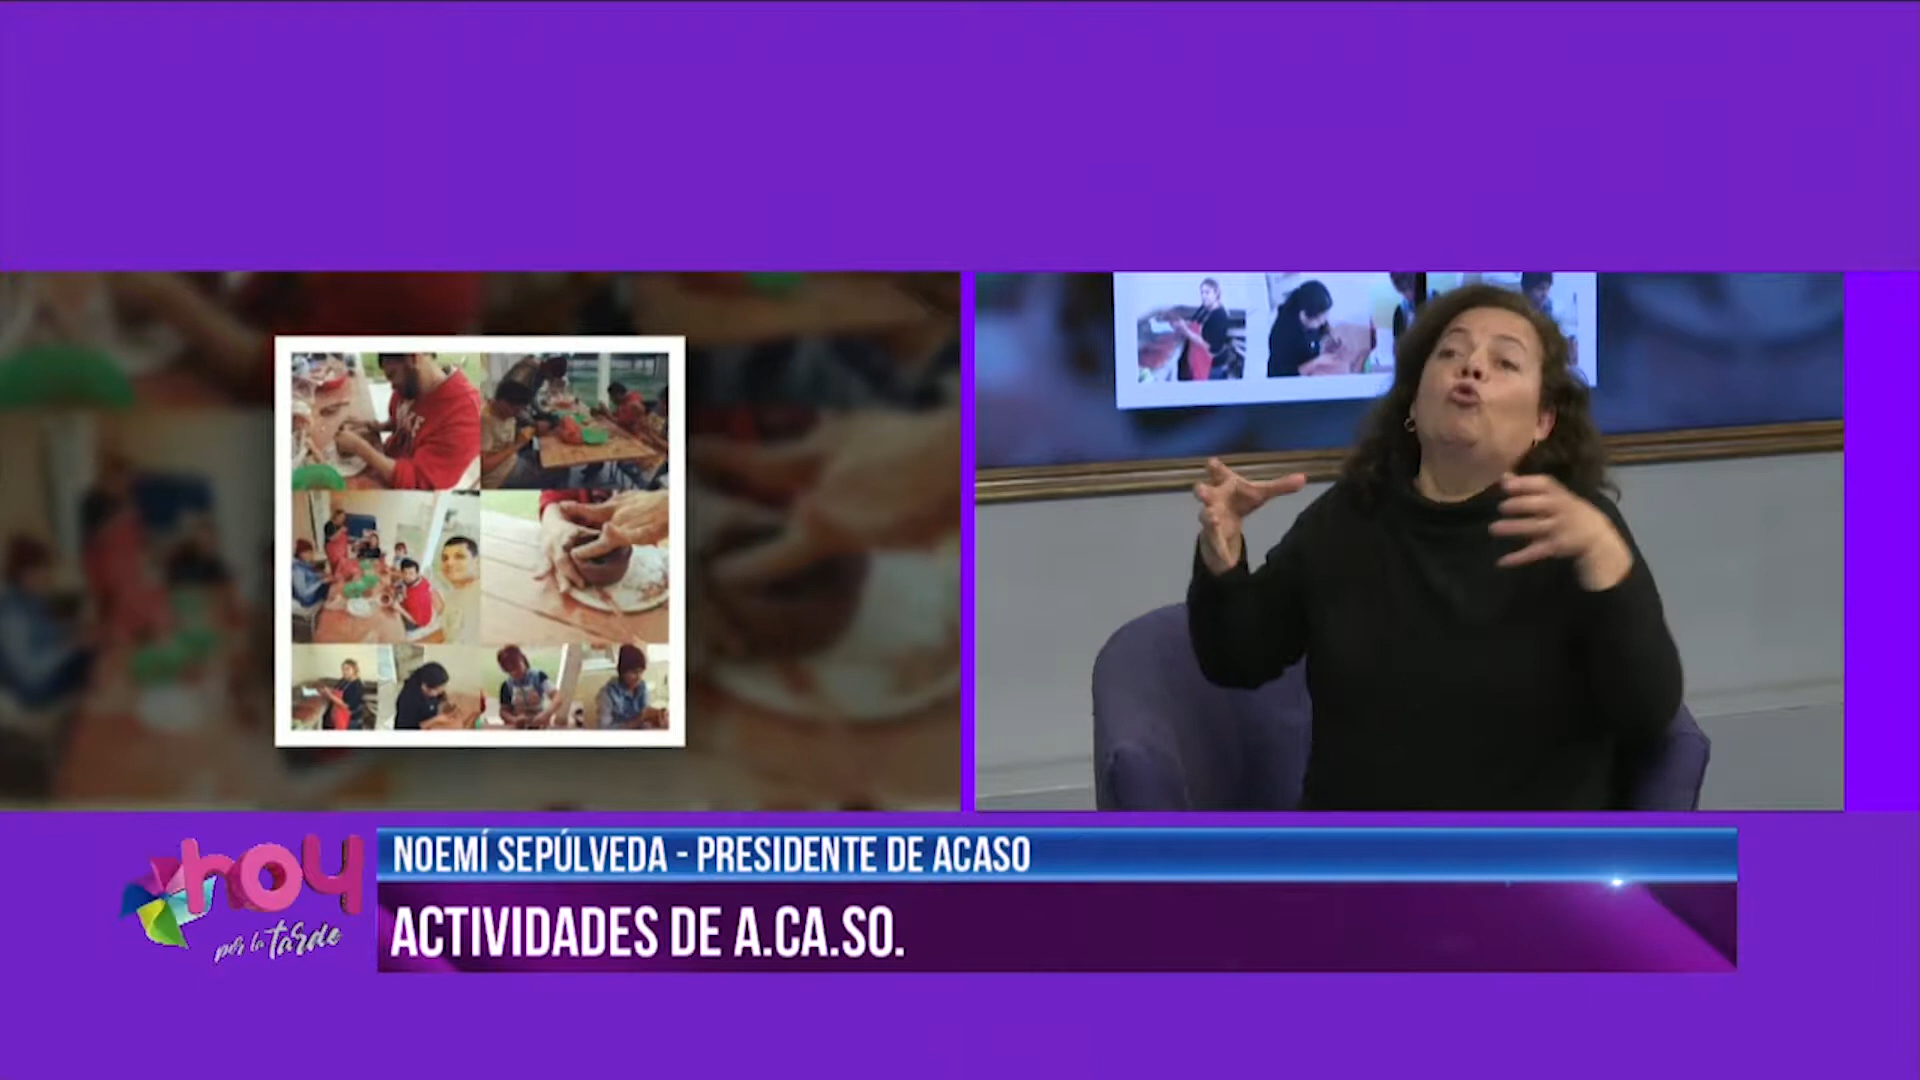 NOEMÍ SEPÚLVEDA - PRESIDENTE DE ACASO
ACTIVIDADES DE A.CA.SO.
hoy
por la tarde